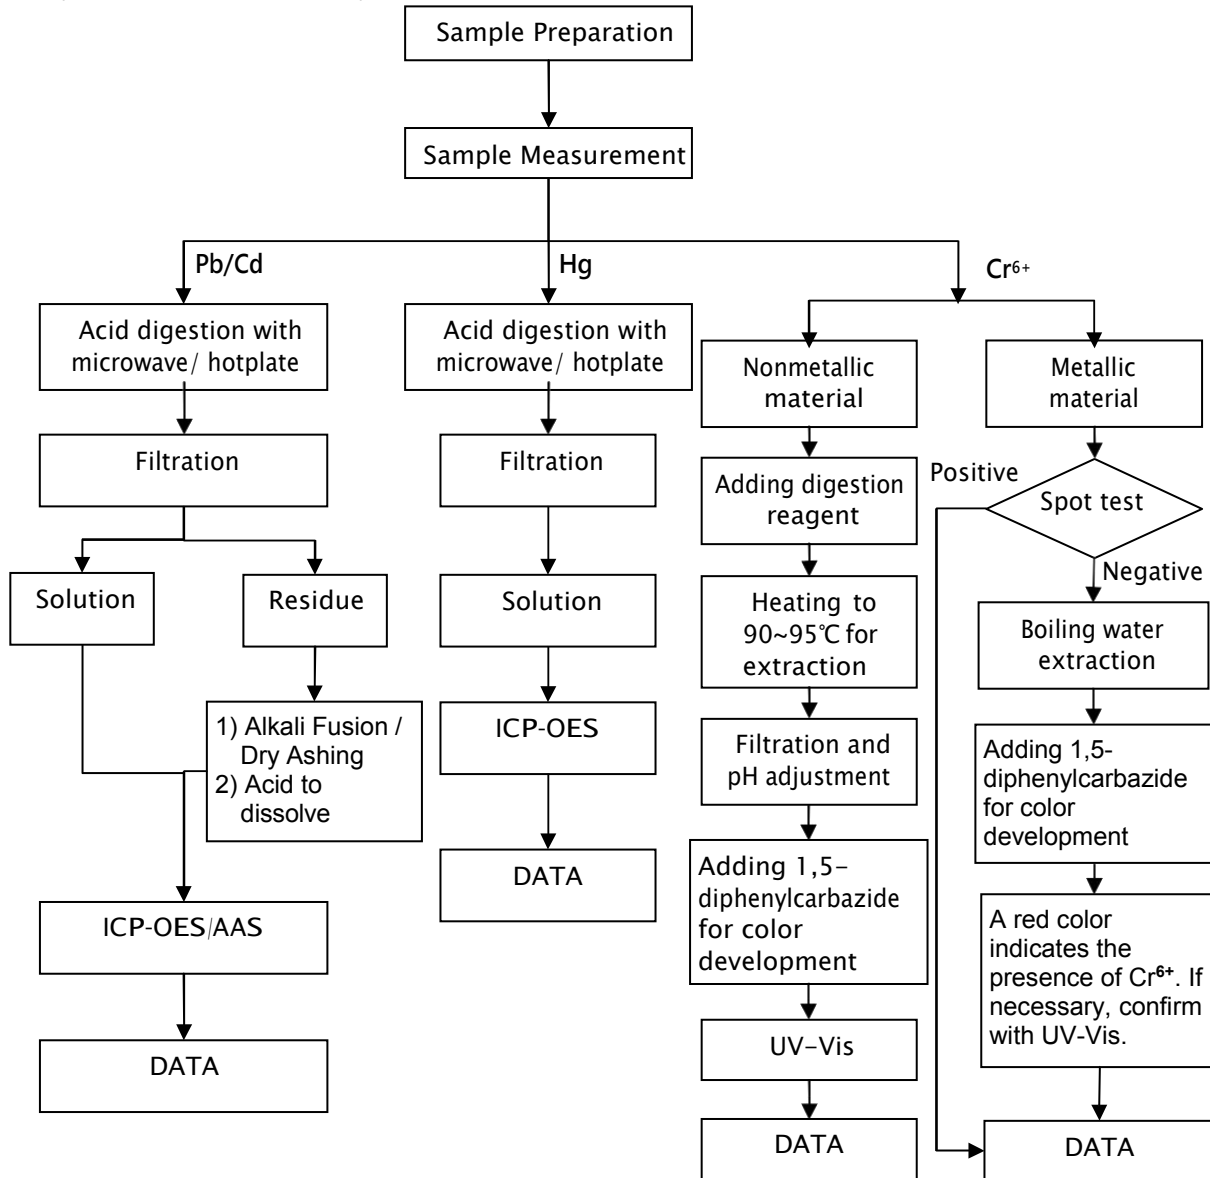 Sample Preparation
Sample Measurement
Pb/Cd
Acid digestion with
microwave/ hotplate
Filtration
Solution
Residue
1) Alkali Fusion /
Dry Ashing
2) Acid to
dissolve
ICP-OES/AAS
DATA
Hg
Acid digestion with
microwave/ hotplate
Filtration
Solution
ICP-OES
DATA
Cr⁶⁺
Nonmetallic
material
Adding digestion
reagent
Heating to
90~95℃ for
extraction
Filtration and
pH adjustment
Adding 1,5-
diphenylcarbazide
for color
development
UV-Vis
DATA
Metallic
material
Spot test
Positive
Negative
Boiling water
extraction
Adding 1,5-
diphenylcarbazide
for color
development
A red color
indicates the
presence of Cr⁶⁺. If
necessary, confirm
with UV-Vis.
DATA